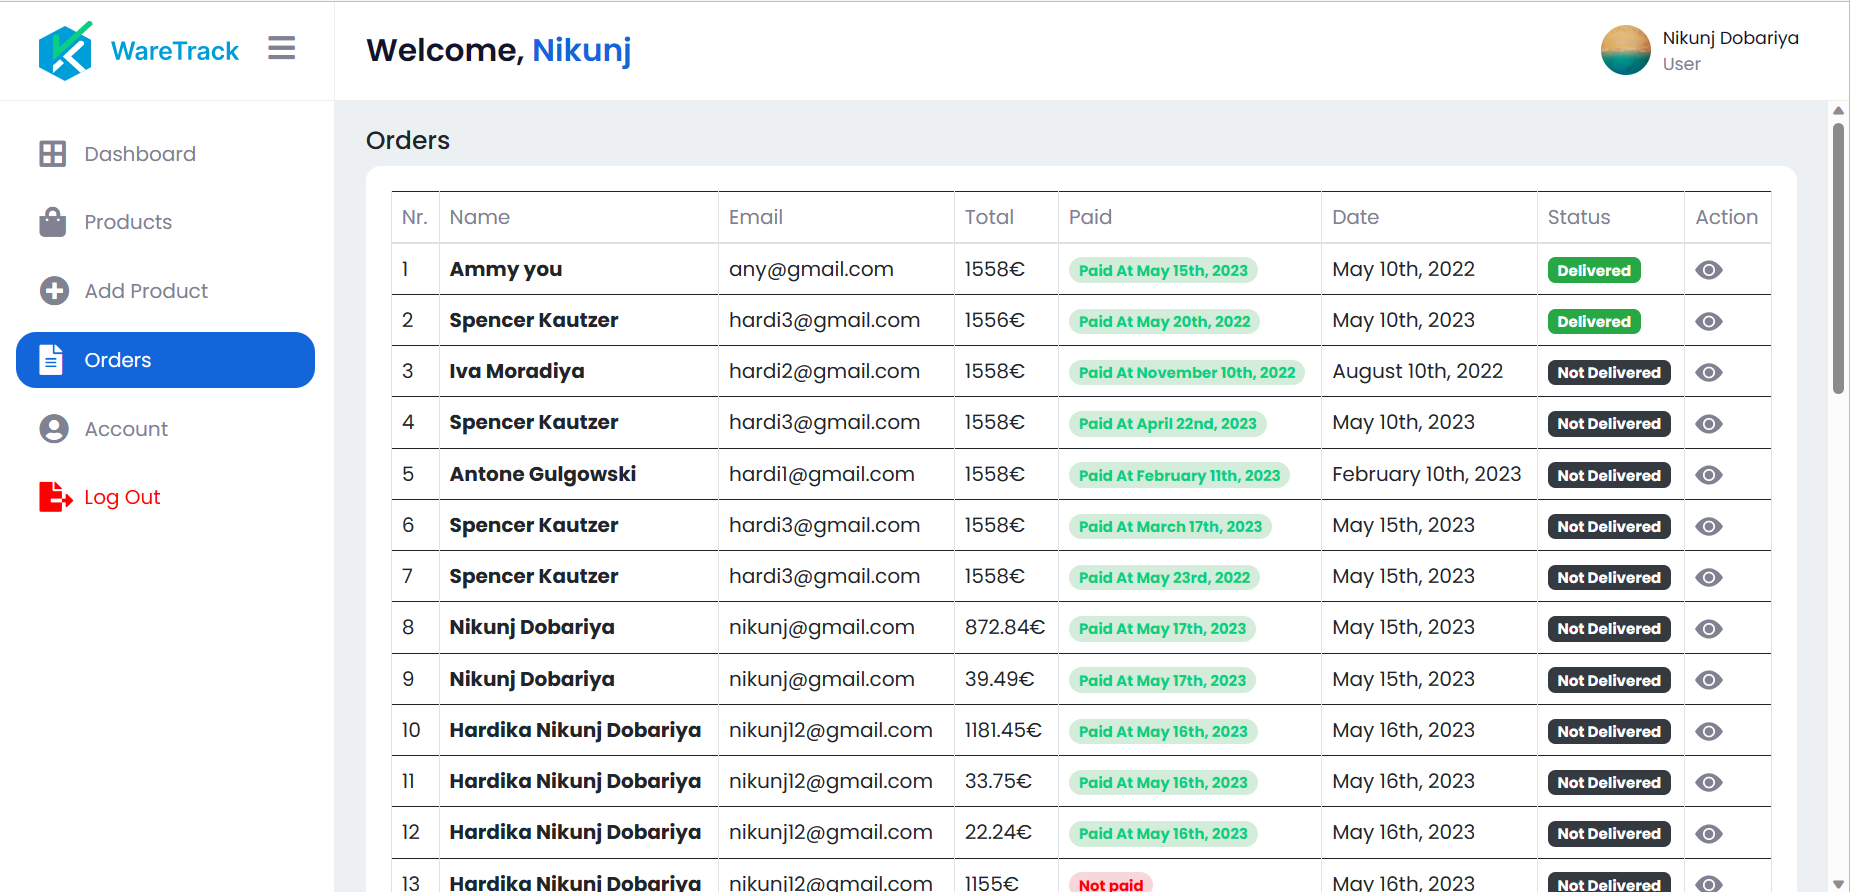 WareTrack
Welcome, Nikunj
Nikunj Dobariya
User
Dashboard
Products
Add Product
Orders
Account
Log Out
Orders
Nr. Name Email Total Paid Date Status Action
1 Ammy you any@gmail.com 1558€ Paid At May 15th, 2023 May 10th, 2022 Delivered
2 Spencer Kautzer hardi3@gmail.com 1556€ Paid At May 20th, 2022 May 10th, 2023 Delivered
3 Iva Moradiya hardi2@gmail.com 1558€ Paid At November 10th, 2022 August 10th, 2022 Not Delivered
4 Spencer Kautzer hardi3@gmail.com 1558€ Paid At April 22nd, 2023 May 10th, 2023 Not Delivered
5 Antone Gulgowski hardi1@gmail.com 1558€ Paid At February 11th, 2023 February 10th, 2023 Not Delivered
6 Spencer Kautzer hardi3@gmail.com 1558€ Paid At March 17th, 2023 May 15th, 2023 Not Delivered
7 Spencer Kautzer hardi3@gmail.com 1558€ Paid At May 23rd, 2022 May 15th, 2023 Not Delivered
8 Nikunj Dobariya nikunj@gmail.com 872.84€ Paid At May 17th, 2023 May 15th, 2023 Not Delivered
9 Nikunj Dobariya nikunj@gmail.com 39.49€ Paid At May 17th, 2023 May 15th, 2023 Not Delivered
10 Hardika Nikunj Dobariya nikunj12@gmail.com 1181.45€ Paid At May 16th, 2023 May 16th, 2023 Not Delivered
11 Hardika Nikunj Dobariya nikunj12@gmail.com 33.75€ Paid At May 16th, 2023 May 16th, 2023 Not Delivered
12 Hardika Nikunj Dobariya nikunj12@gmail.com 22.24€ Paid At May 16th, 2023 May 16th, 2023 Not Delivered
13 Hardika Nikunj Dobariya nikunj12@gmail.com 1155€ Not paid May 16th, 2023 Not Delivered